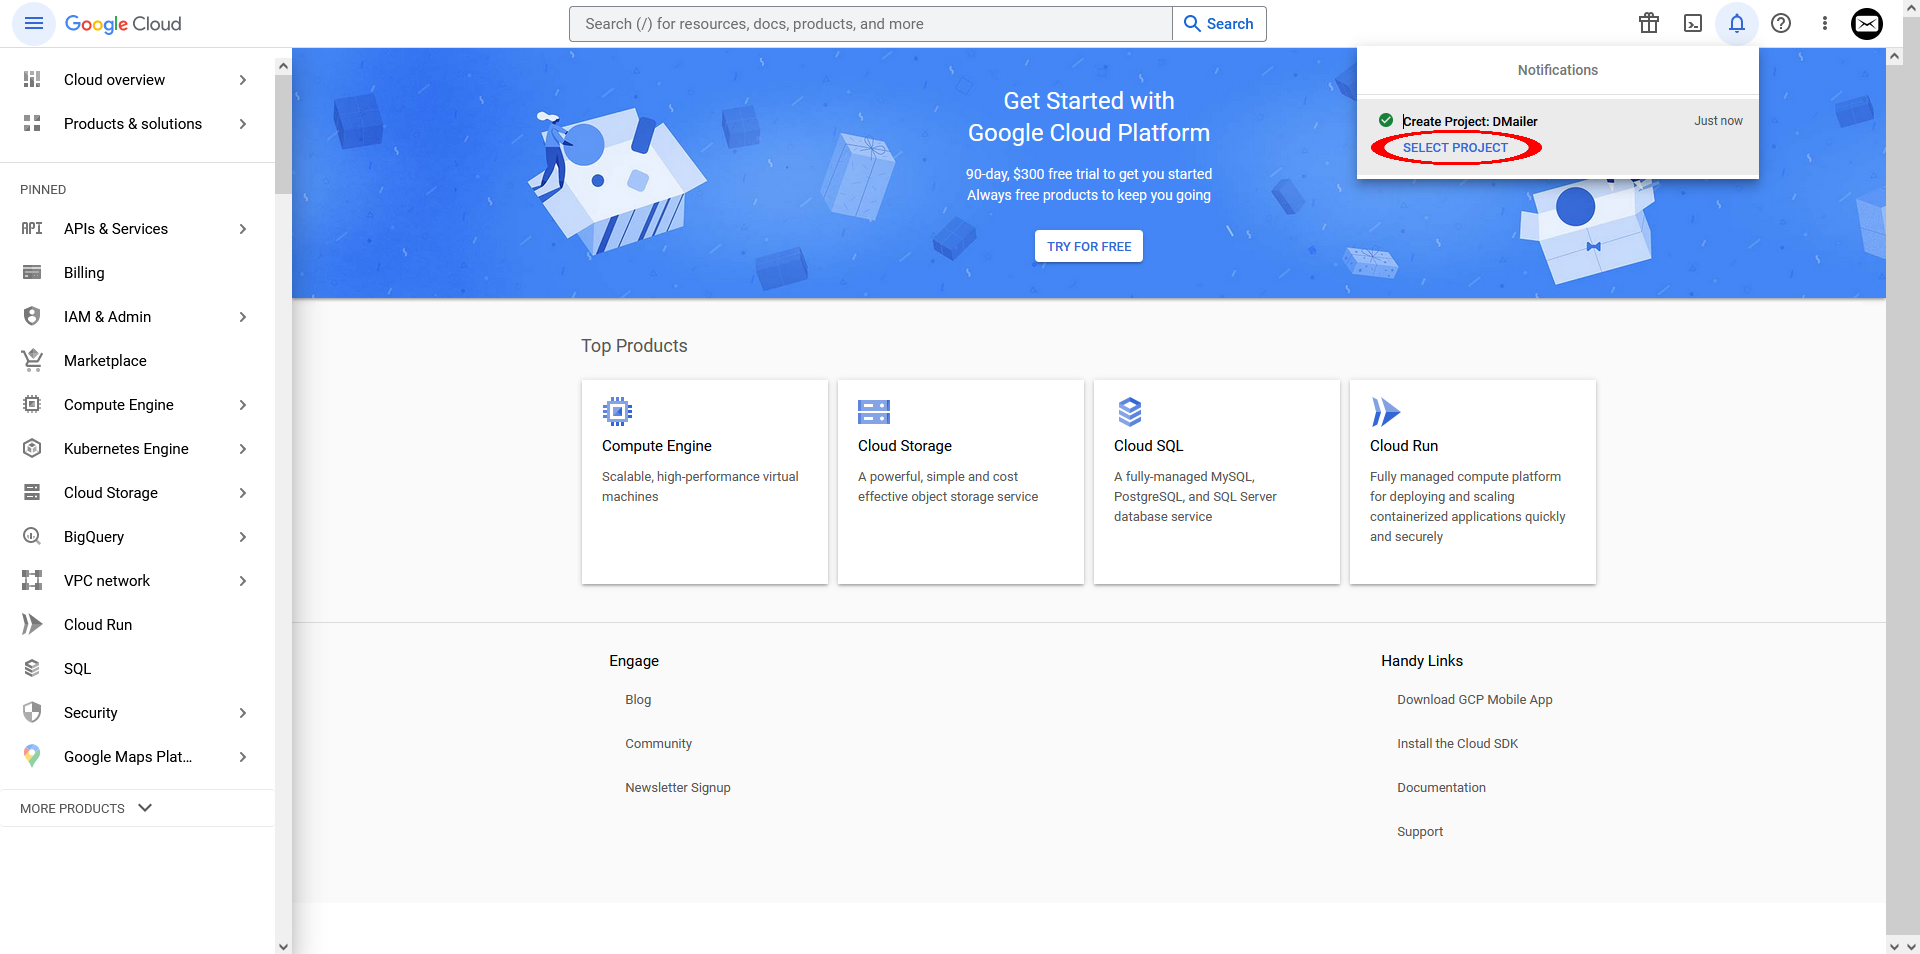 Google Cloud
Search (/) for resources, docs, products, and more
Search
Cloud overview
Products & solutions
PINNED
APIs & Services
Billing
IAM & Admin
Marketplace
Compute Engine
Kubernetes Engine
Cloud Storage
BigQuery
VPC network
Cloud Run
SQL
Security
Google Maps Plat...
MORE PRODUCTS
Get Started with
Google Cloud Platform
90-day, $300 free trial to get you started
Always free products to keep you going
TRY FOR FREE
Notifications
Create Project: DMailer
Just now
SELECT PROJECT
Top Products
Compute Engine
Scalable, high-performance virtual
machines
Cloud Storage
A powerful, simple and cost
effective object storage service
Cloud SQL
A fully-managed MySQL,
PostgreSQL, and SQL Server
database service
Cloud Run
Fully managed compute platform
for deploying and scaling
containerized applications quickly
and securely
Engage
Blog
Community
Newsletter Signup
Handy Links
Download GCP Mobile App
Install the Cloud SDK
Documentation
Support